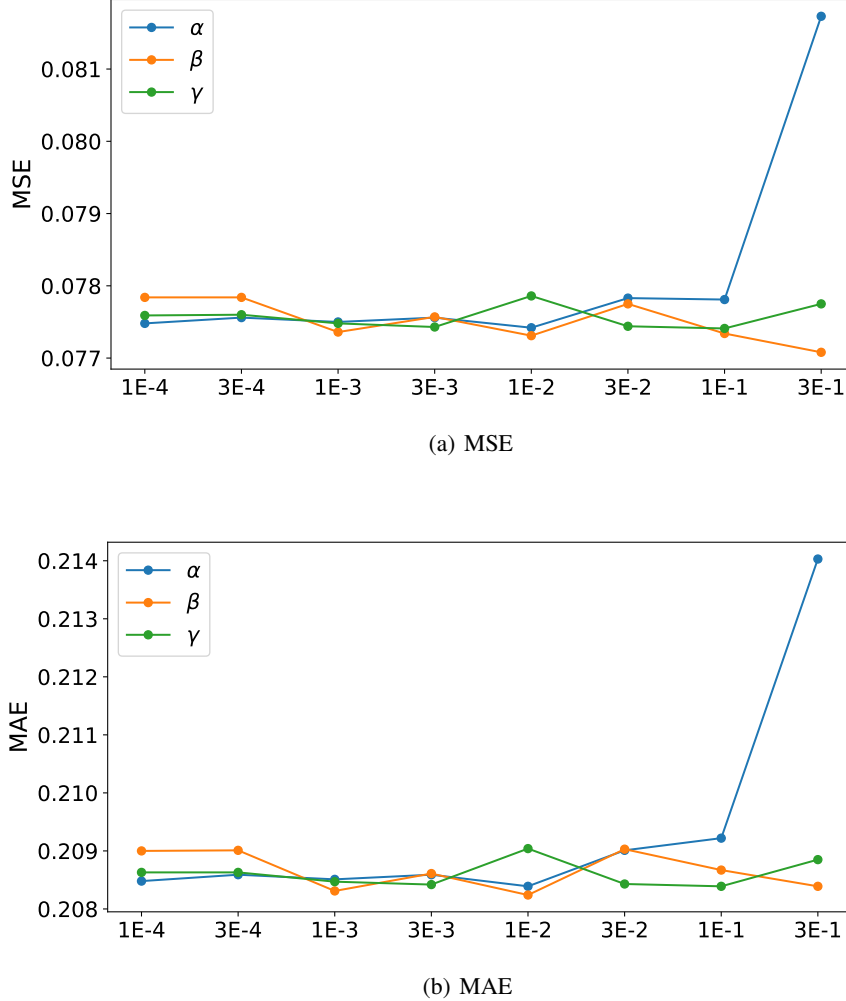 α
β
γ
0.081
0.080
0.079
0.078
0.077
MSE
1E-4 3E-4 1E-3 3E-3 1E-2 3E-2 1E-1 3E-1
(a) MSE
α
β
γ
0.214
0.213
0.212
0.211
0.210
0.209
0.208
MAE
1E-4 3E-4 1E-3 3E-3 1E-2 3E-2 1E-1 3E-1
(b) MAE